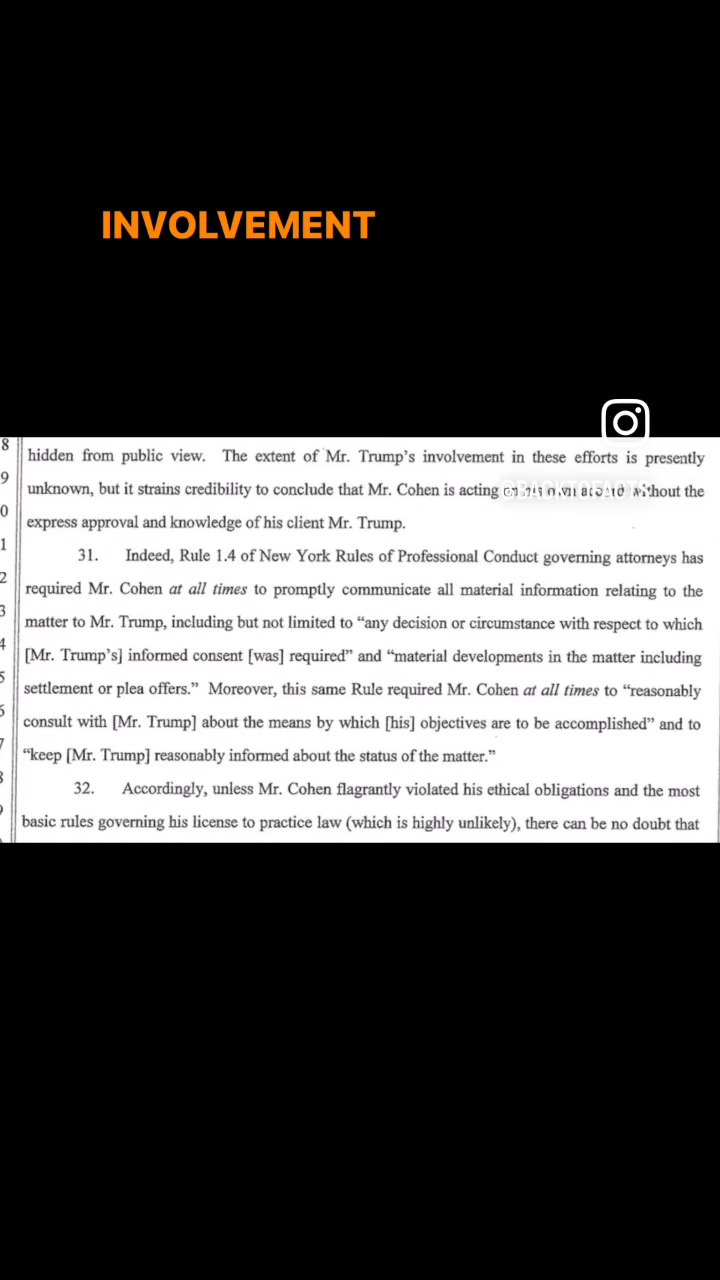 INVOLVEMENT
8
hidden from public view. The extent of Mr. Trump's involvement in these efforts is presently
9
unknown, but it strains credibility to conclude that Mr. Cohen is acting without the
@BACKTOFACTS
0
express approval and knowledge of his client Mr. Trump.
1
31. Indeed, Rule 1.4 of New York Rules of Professional Conduct governing attorneys has
2
required Mr. Cohen at all times to promptly communicate all material information relating to the
3
matter to Mr. Trump, including but not limited to “any decision or circumstance with respect to which
4
[Mr. Trump's] informed consent [was] required” and “material developments in the matter including
5
settlement or plea offers.” Moreover, this same Rule required Mr. Cohen at all times to “reasonably
6
consult with [Mr. Trump] about the means by which [his] objectives are to be accomplished” and to
7
“keep [Mr. Trump] reasonably informed about the status of the matter.”
8
32. Accordingly, unless Mr. Cohen flagrantly violated his ethical obligations and the most
basic rules governing his license to practice law (which is highly unlikely), there can be no doubt that